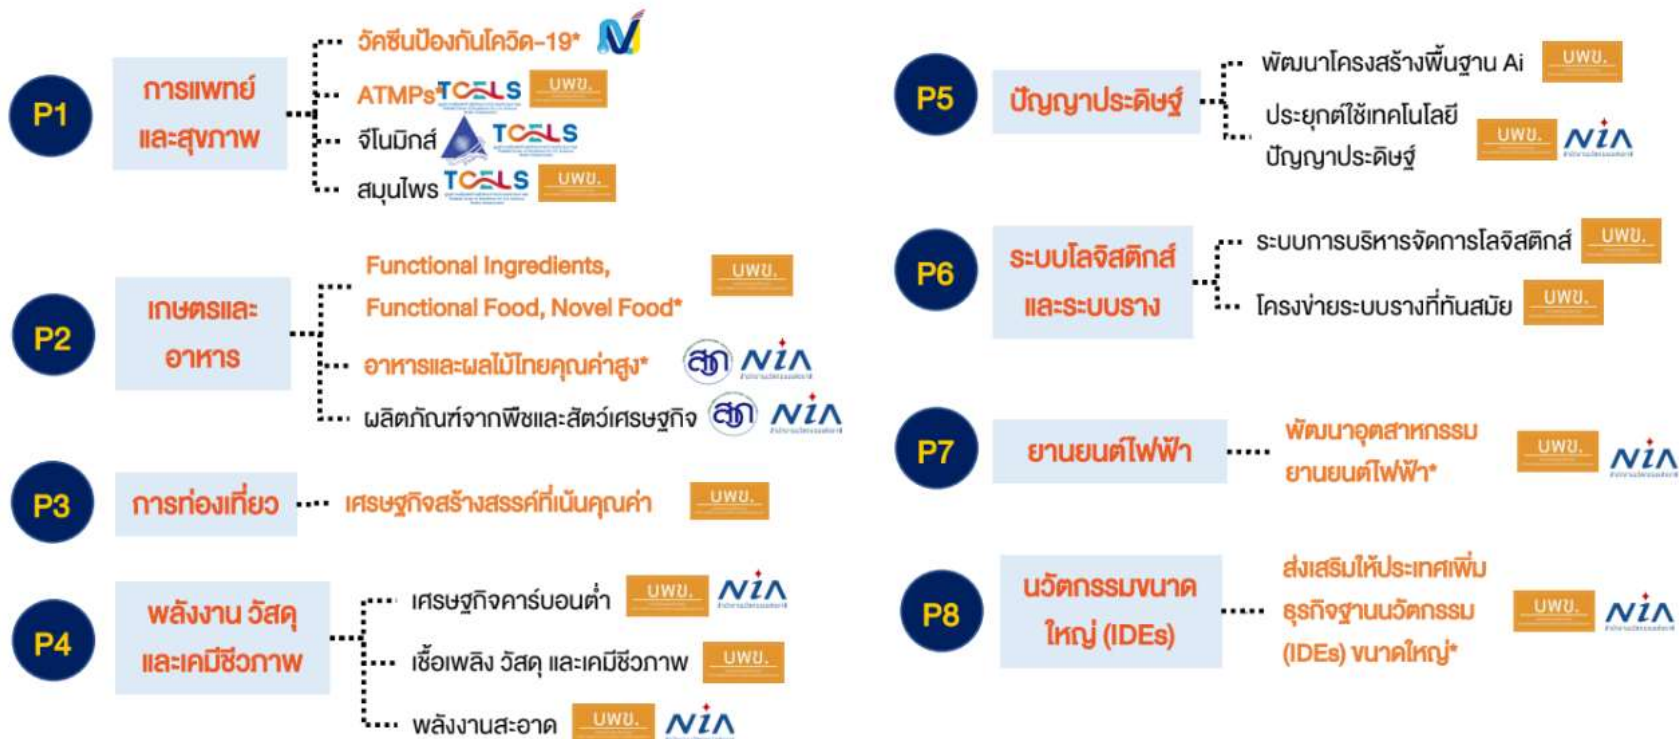 P1
การแพทย์
และสุขภาพ
วัคซีนป้องกันโควิด-19*
ATMPs*
TCELS
บพข.
จีโนมิกส์
TCELS
สมุนไพร
TCELS
บพข.
P2
เกษตรและ
อาหาร
Functional Ingredients,
Functional Food, Novel Food*
บพข.
อาหารและผลไม้ไทยคุณค่าสูง*
สวก
NiA
ผลิตภัณฑ์จากพืชและสัตว์เศรษฐกิจ
สวก
NiA
P3
การท่องเที่ยว
เศรษฐกิจสร้างสรรค์ที่เน้นคุณค่า
บพข.
P4
พลังงาน วัสดุ
และเคมีชีวภาพ
เศรษฐกิจคาร์บอนต่ำ
บพข.
NiA
เชื้อเพลิง วัสดุ และเคมีชีวภาพ
บพข.
พลังงานสะอาด
บพข.
NiA
P5
ปัญญาประดิษฐ์
พัฒนาโครงสร้างพื้นฐาน Ai
บพข.
ประยุกต์ใช้เทคโนโลยี
ปัญญาประดิษฐ์
บพข.
NiA
P6
ระบบโลจิสติกส์
และระบบราง
ระบบการบริหารจัดการโลจิสติกส์
บพข.
โครงข่ายระบบรางที่ทันสมัย
บพข.
P7
ยานยนต์ไฟฟ้า
พัฒนาอุตสาหกรรม
ยานยนต์ไฟฟ้า*
บพข.
NiA
P8
นวัตกรรมขนาด
ใหญ่ (IDEs)
ส่งเสริมให้ประเทศเพิ่ม
ธุรกิจฐานนวัตกรรม
(IDEs) ขนาดใหญ่*
บพข.
NiA